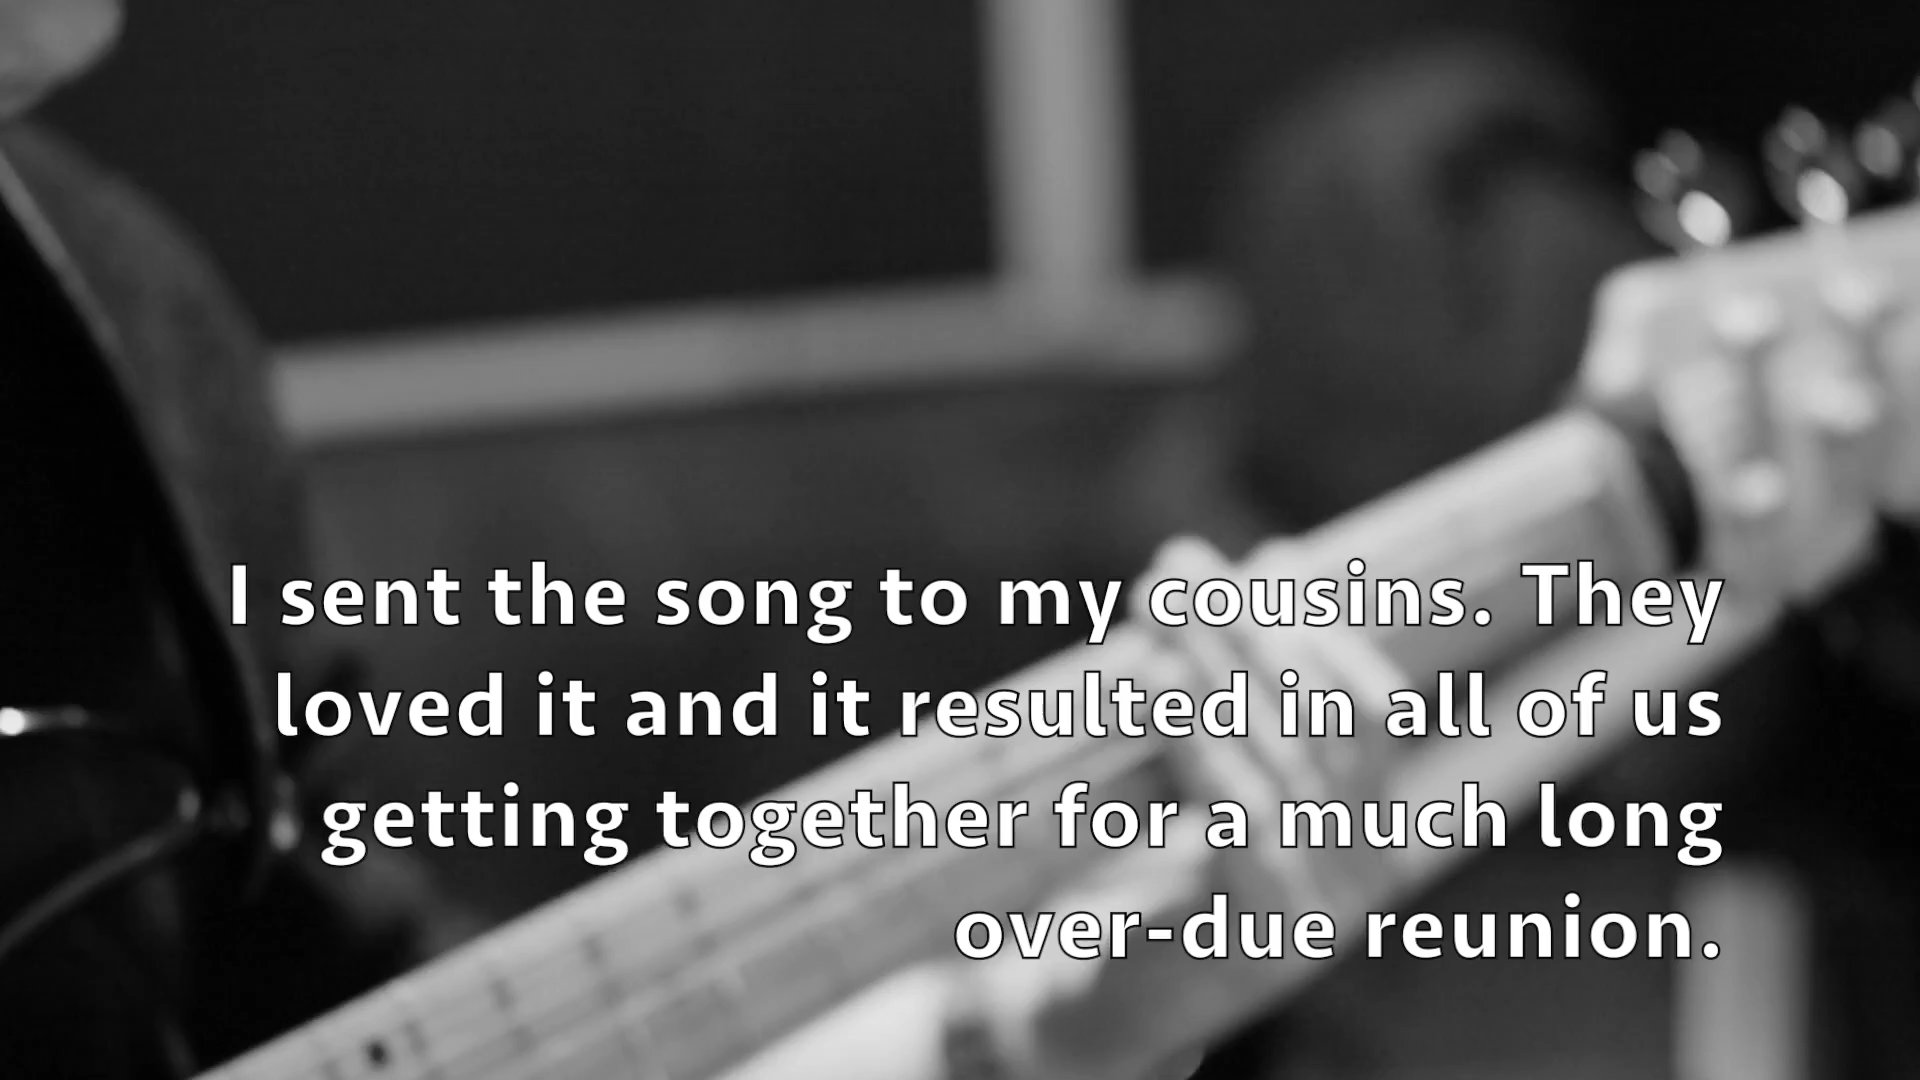 I sent the song to my cousins. They
loved it and it resulted in all of us
getting together for a much long
over-due reunion.